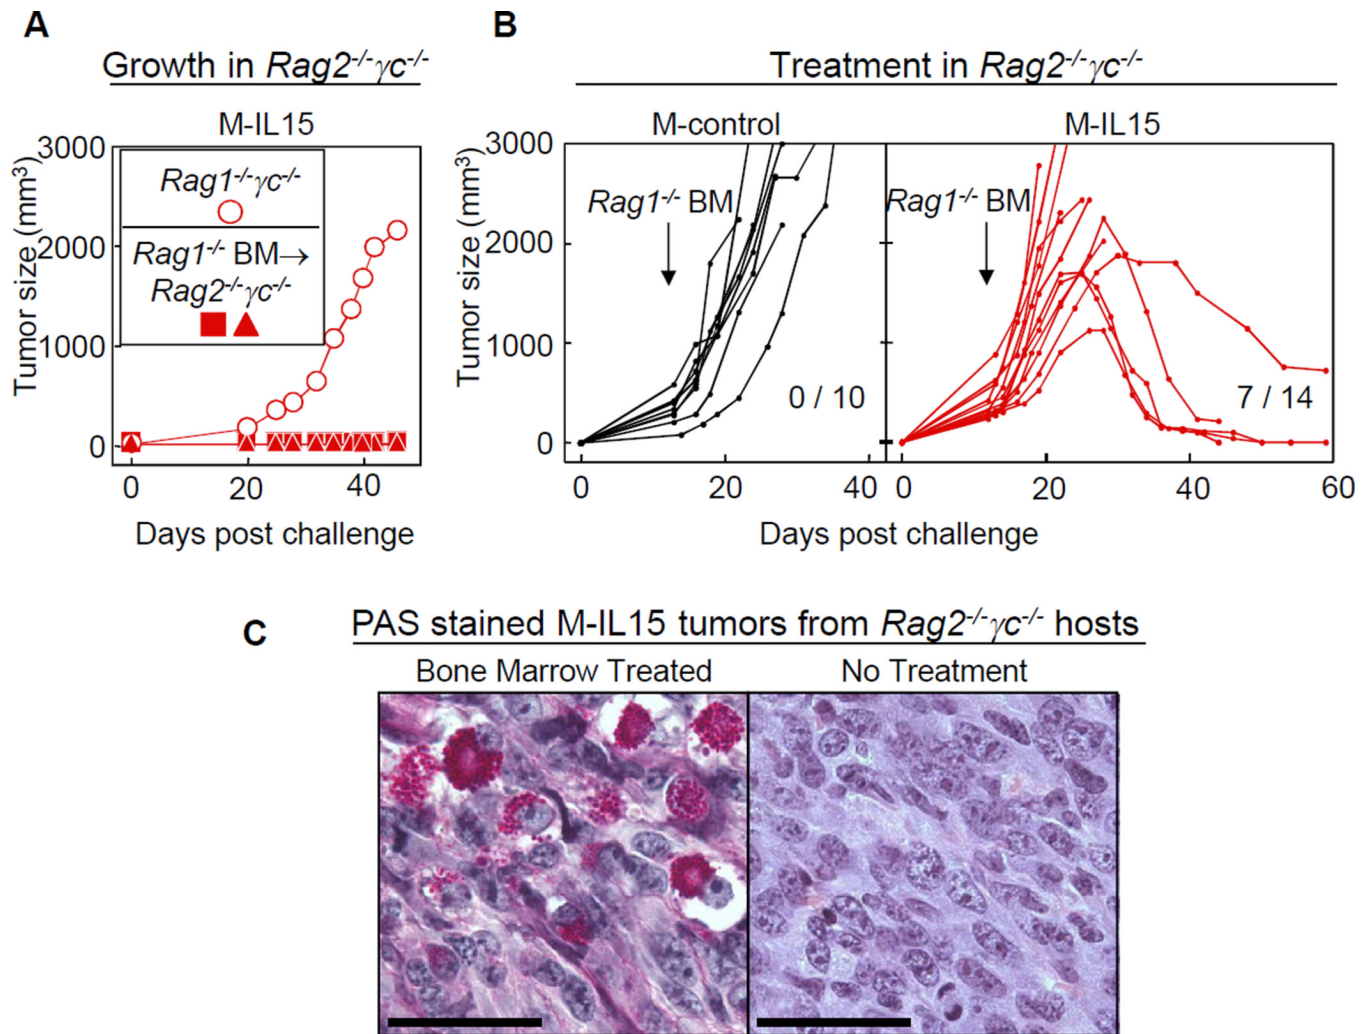 A
Growth in Rag2-/-γc-/-
M-IL15
Tumor size (mm3)
3000
2000
1000
0
Rag1-/-γc-/-
Rag1-/- BM→
Rag2-/-γc-/-
0
20
40
Days post challenge
B
Treatment in Rag2-/-γc-/-
M-control
M-IL15
Tumor size (mm3)
3000
2000
1000
0
Rag1-/- BM
0 / 10
Rag1-/- BM
7 / 14
0
20
40
0
20
40
60
Days post challenge
C
PAS stained M-IL15 tumors from Rag2-/-γc-/- hosts
Bone Marrow Treated
No Treatment